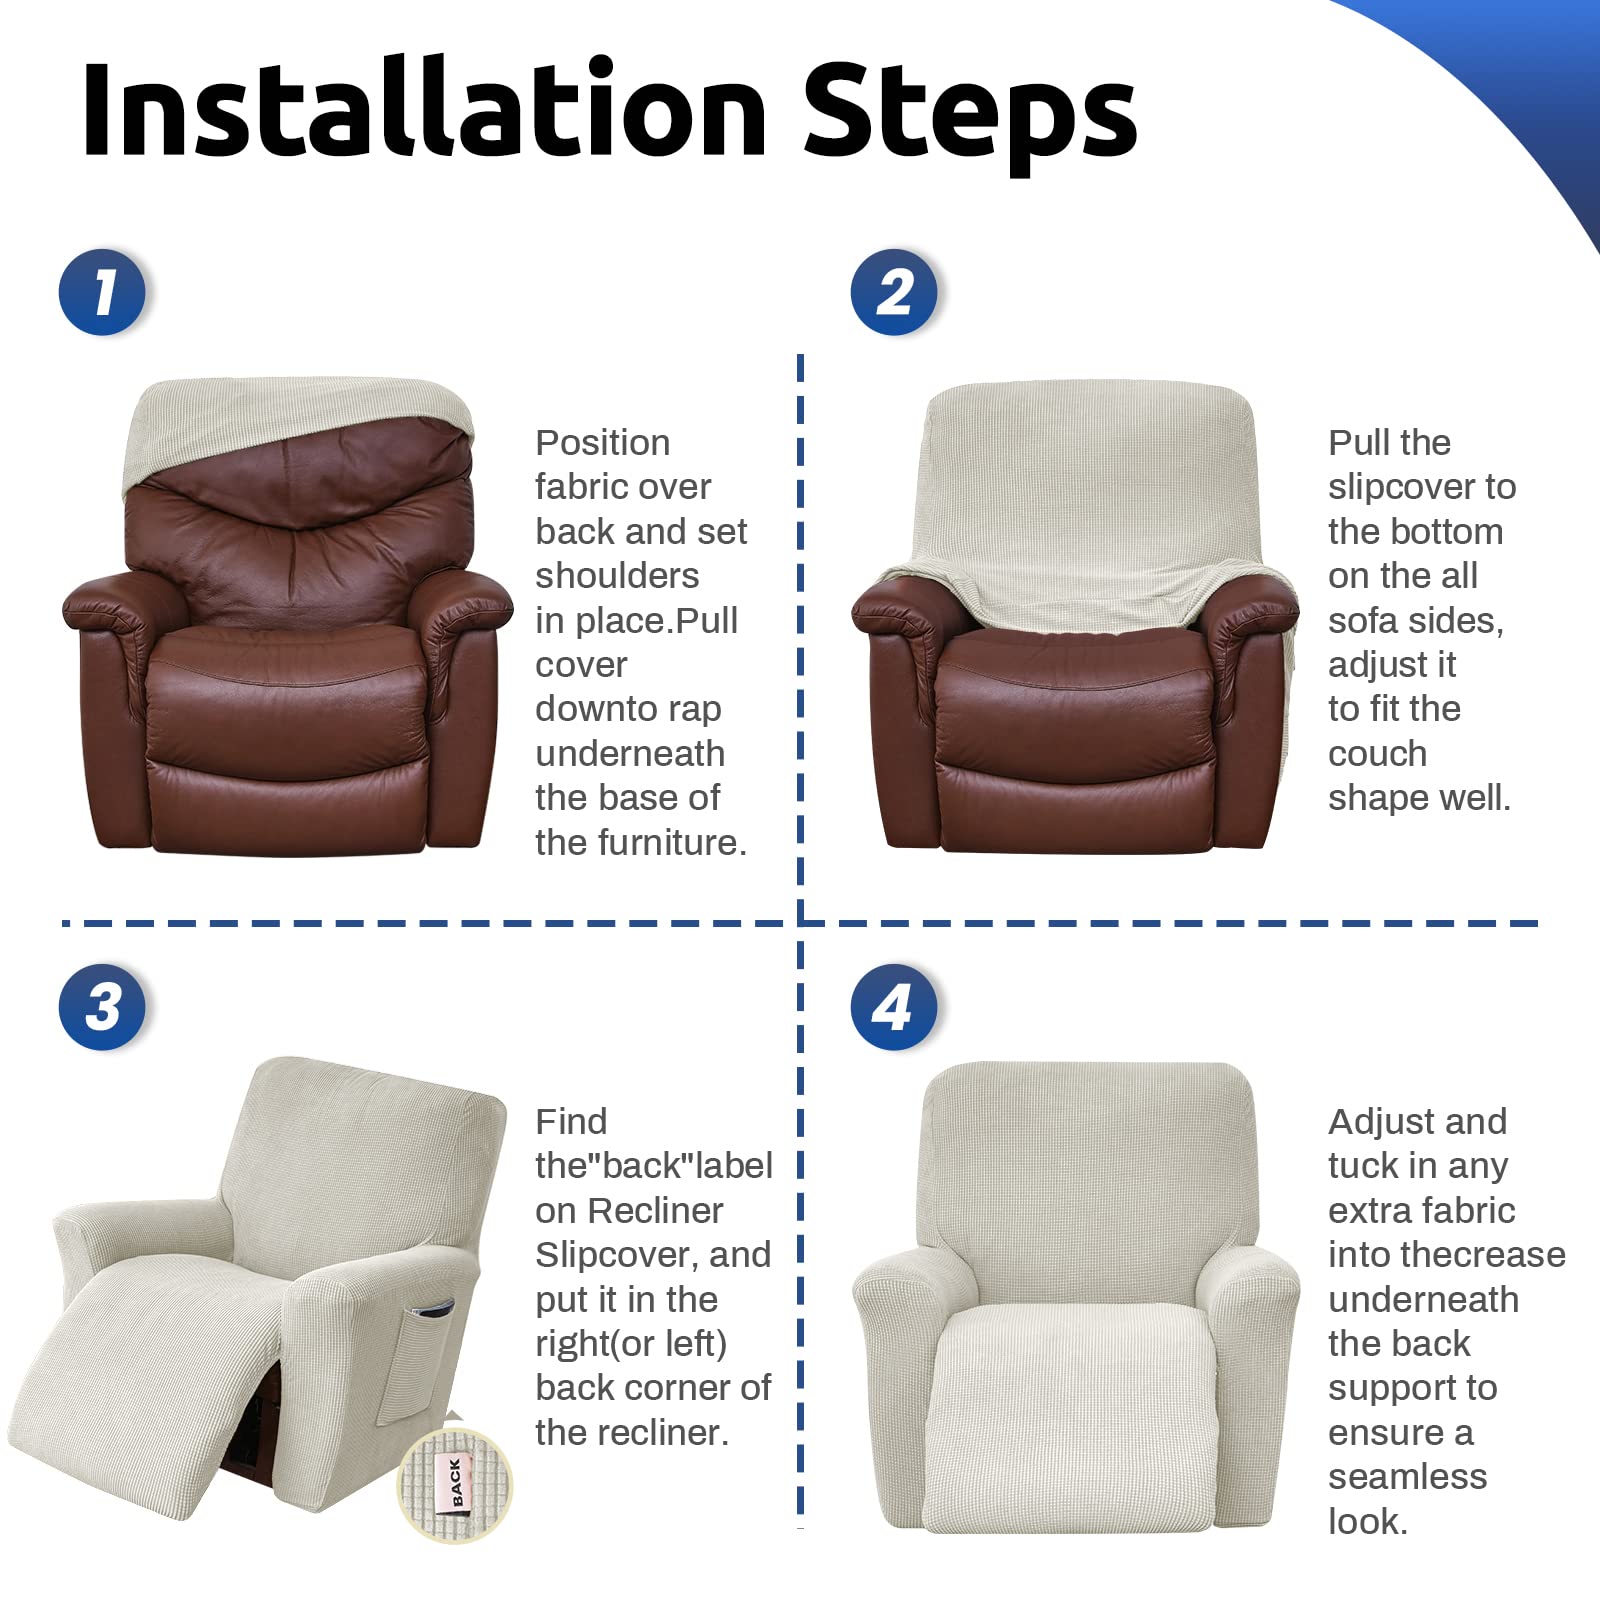 Installation Steps
1
Position
fabric over
back and set
shoulders
in place.Pull
cover
downto rap
underneath
the base of
the furniture.
2
Pull the
slipcover to
the bottom
on the all
sofa sides,
adjust it
to fit the
couch
shape well.
3
Find
the"back"label
on Recliner
Slipcover, and
put it in the
right(or left)
back corner of
the recliner.
BACK
4
Adjust and
tuck in any
extra fabric
into thecrease
underneath
the back
support to
ensure a
seamless
look.